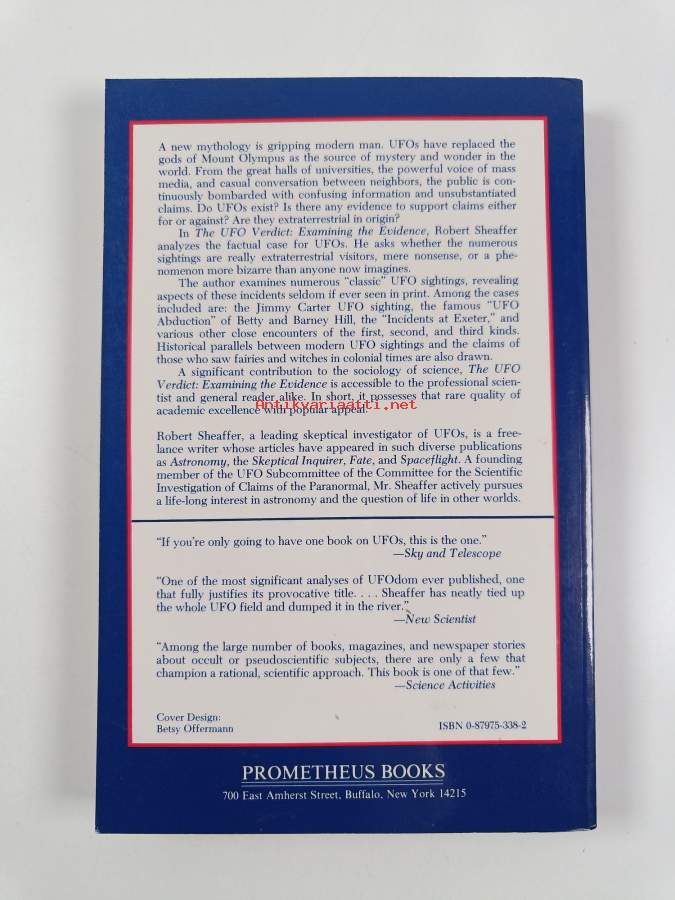 A new mythology is gripping modern man. UFOs have replaced the
gods of Mount Olympus as the source of mystery and wonder in the
world. From the great halls of universities, the powerful voice of mass
media, and casual conversation between neighbors, the public is con-
tinuously bombarded with confusing information and unsubstantiated
claims. Do UFOs exist? Is there any evidence to support claims either
for or against? Are they extraterrestrial in origin?
In The UFO Verdict: Examining the Evidence, Robert Sheaffer
analyzes the factual case for UFOs. He asks whether the numerous
sightings are really extraterrestrial visitors, mere nonsense, or a phe-
nomenon more bizarre than anyone now imagines.
The author examines numerous "classic" UFO sightings, revealing
aspects of these incidents seldom if ever seen in print. Among the cases
included are: the Jimmy Carter UFO sighting, the famous "UFO
Abduction" of Betty and Barney Hill, the "Incidents at Exeter," and
various other close encounters of the first, second, and third kinds.
Historical parallels between modern UFO sightings and the claims of
those who saw fairies and witches in colonial times are also drawn.
A significant contribution to the sociology of science, The UFO
Verdict: Examining the Evidence is accessible to the professional scien-
tist and general reader alike. In short, it possesses that rare quality of
Antikvariaatti.net
academic excellence with popular appeal.
Robert Sheaffer, a leading skeptical investigator of UFOs, is a free-
lance writer whose articles have appeared in such diverse publications
as Astronomy, the Skeptical Inquirer, Fate, and Spaceflight. A founding
member of the UFO Subcommittee of the Committee for the Scientific
Investigation of Claims of the Paranormal, Mr. Sheaffer actively pursues
a life-long interest in astronomy and the question of life in other worlds.
"If you're only going to have one book on UFOs, this is the one."
—Sky and Telescope
"One of the most significant analyses of UFOdom ever published, one
that fully justifies its provocative title. . . . Sheaffer has neatly tied up
the whole UFO field and dumped it in the river."
—New Scientist
"Among the large number of books, magazines, and newspaper stories
about occult or pseudoscientific subjects, there are only a few that
champion a rational, scientific approach. This book is one of that few."
—Science Activities
Cover Design:
Betsy Offermann
ISBN 0-87975-338-2
PROMETHEUS BOOKS
700 East Amherst Street, Buffalo, New York 14215